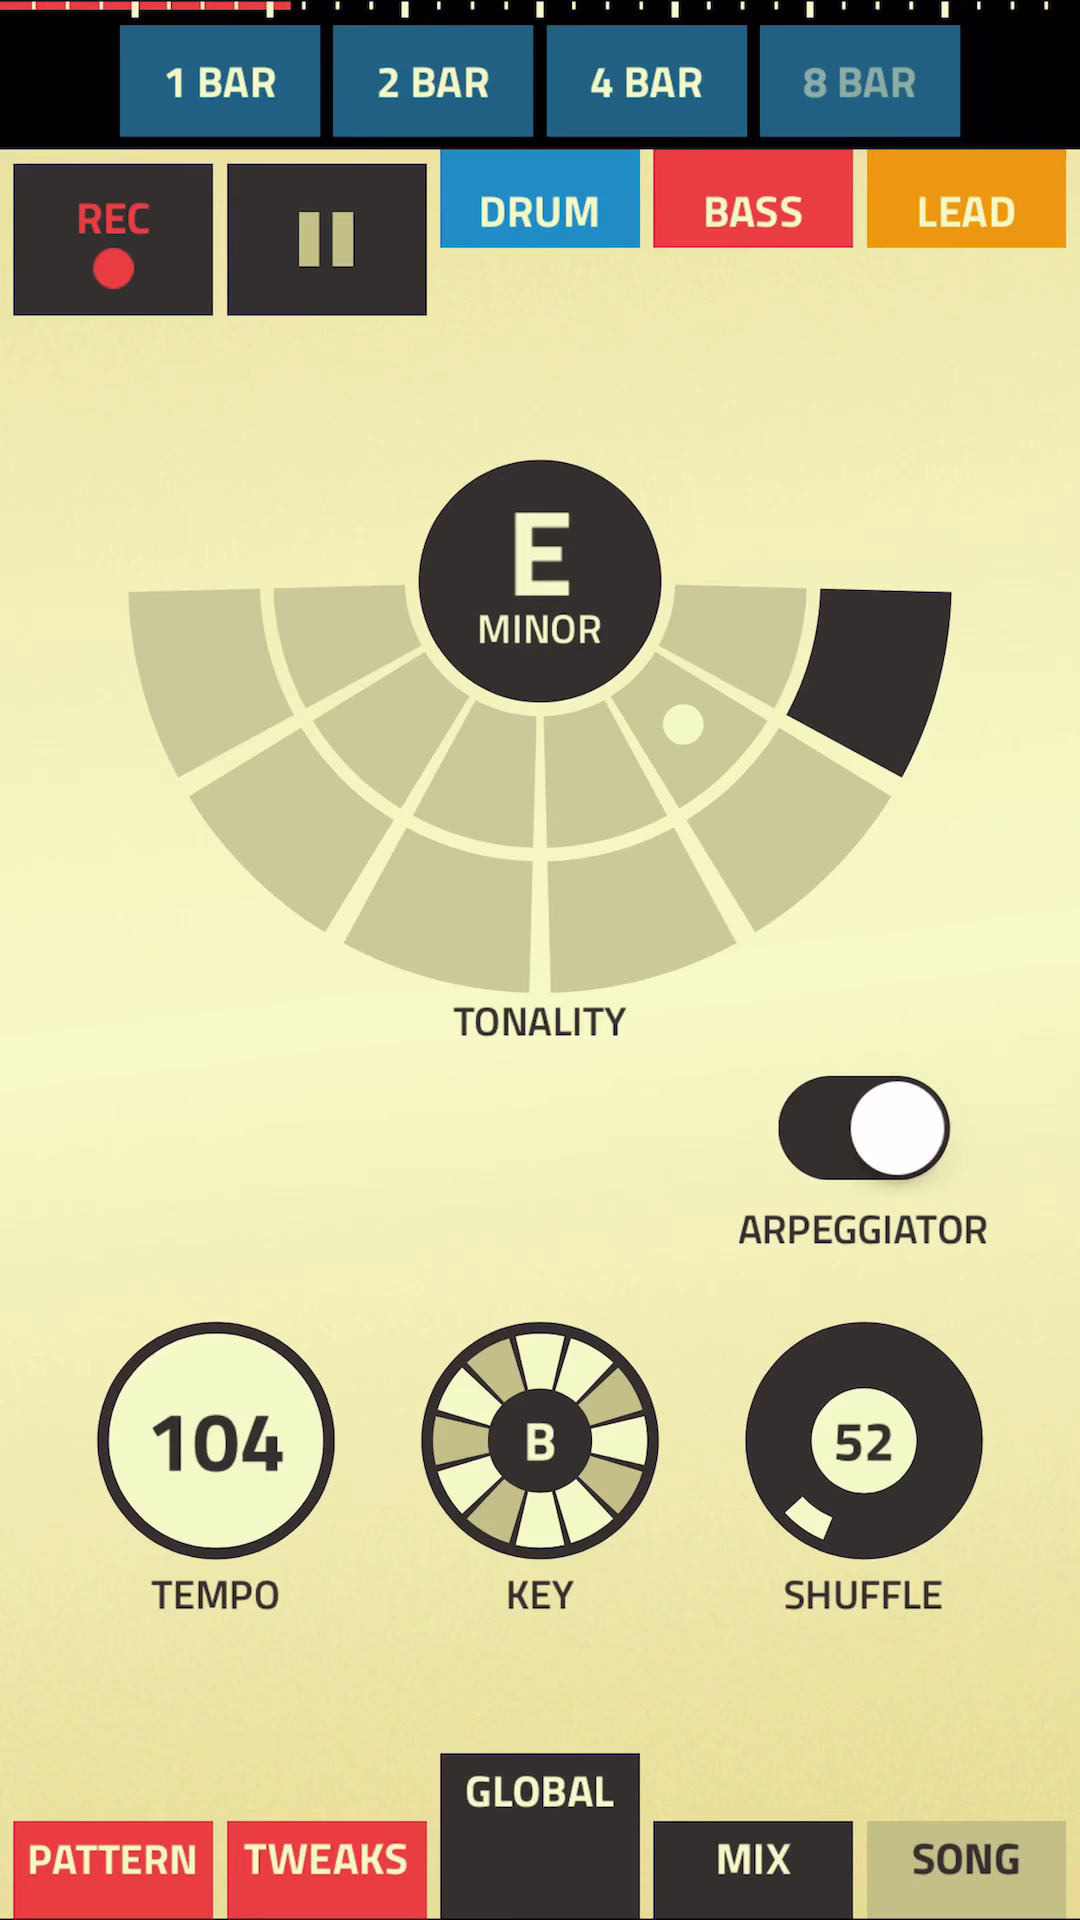 1 BAR
2 BAR
4 BAR
8 BAR
REC
DRUM
BASS
LEAD
E
MINOR
TONALITY
ARPEGGIATOR
104
B
52
TEMPO
KEY
SHUFFLE
PATTERN
TWEAKS
GLOBAL
MIX
SONG